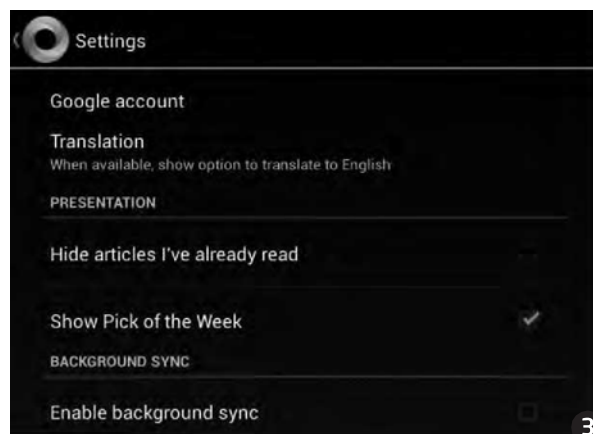 Settings
Google account
Translation
When available, show option to translate to English
PRESENTATION
Hide articles I've already read
Show Pick of the Week
BACKGROUND SYNC
Enable background sync
3